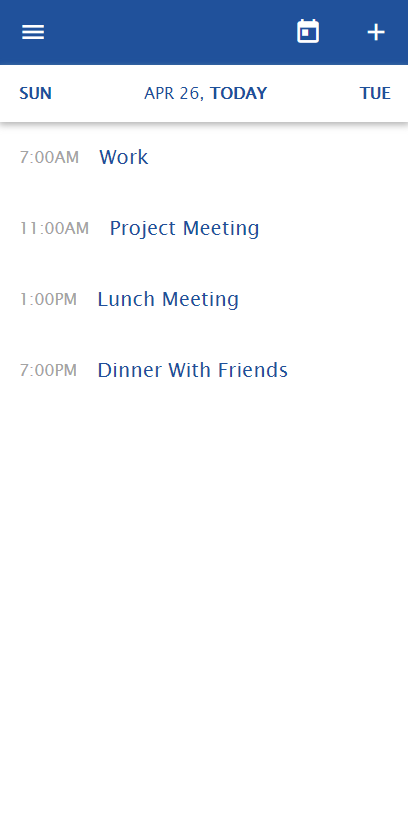 SUN APR 26, TODAY TUE
7:00AM Work
11:00AM Project Meeting
1:00PM Lunch Meeting
7:00PM Dinner With Friends